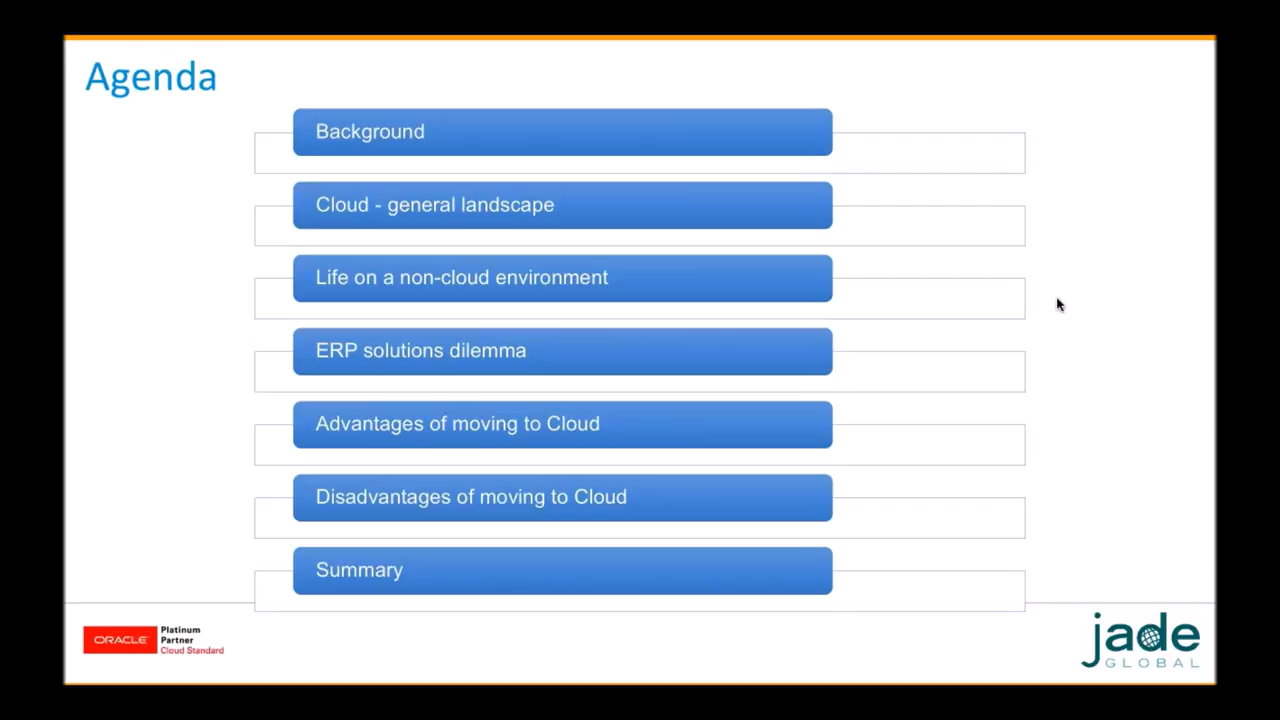 Agenda
Background
Cloud - general landscape
Life on a non-cloud environment
ERP solutions dilemma
Advantages of moving to Cloud
Disadvantages of moving to Cloud
Summary
ORACLE
Platinum
Partner
Cloud Standard
jade
GLOBAL